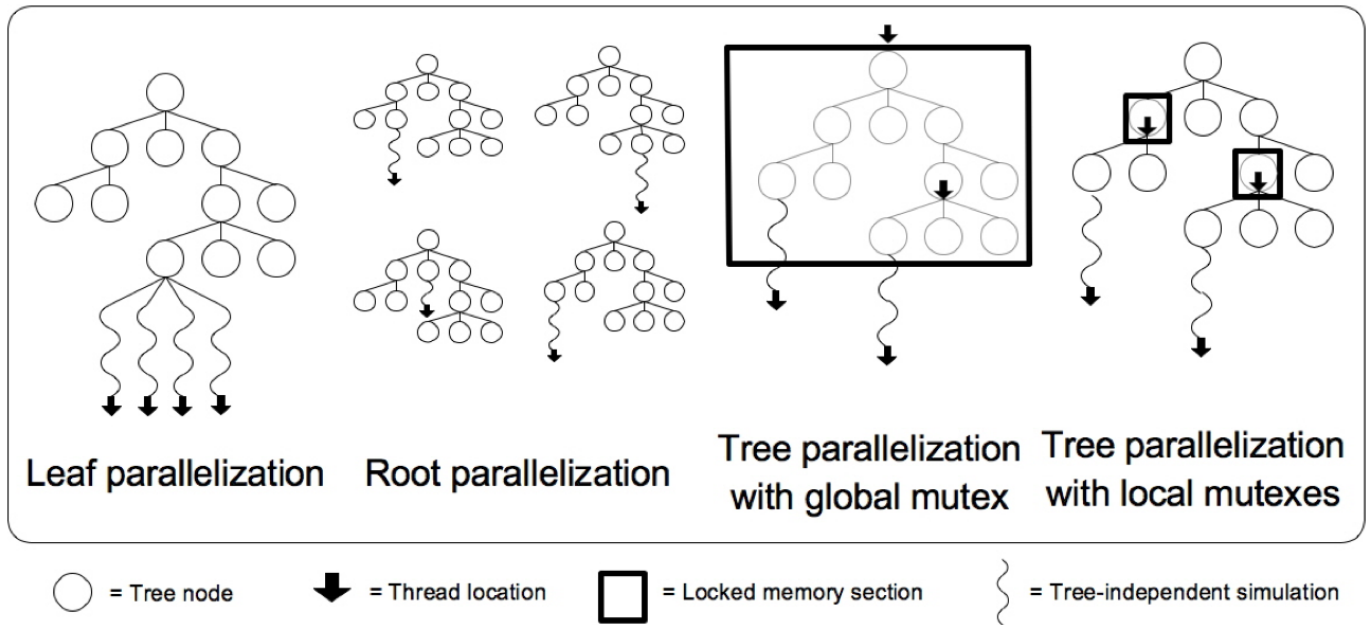 Leaf parallelization
Root parallelization
Tree parallelization
with global mutex
Tree parallelization
with local mutexes
= Tree node
= Thread location
= Locked memory section
= Tree-independent simulation